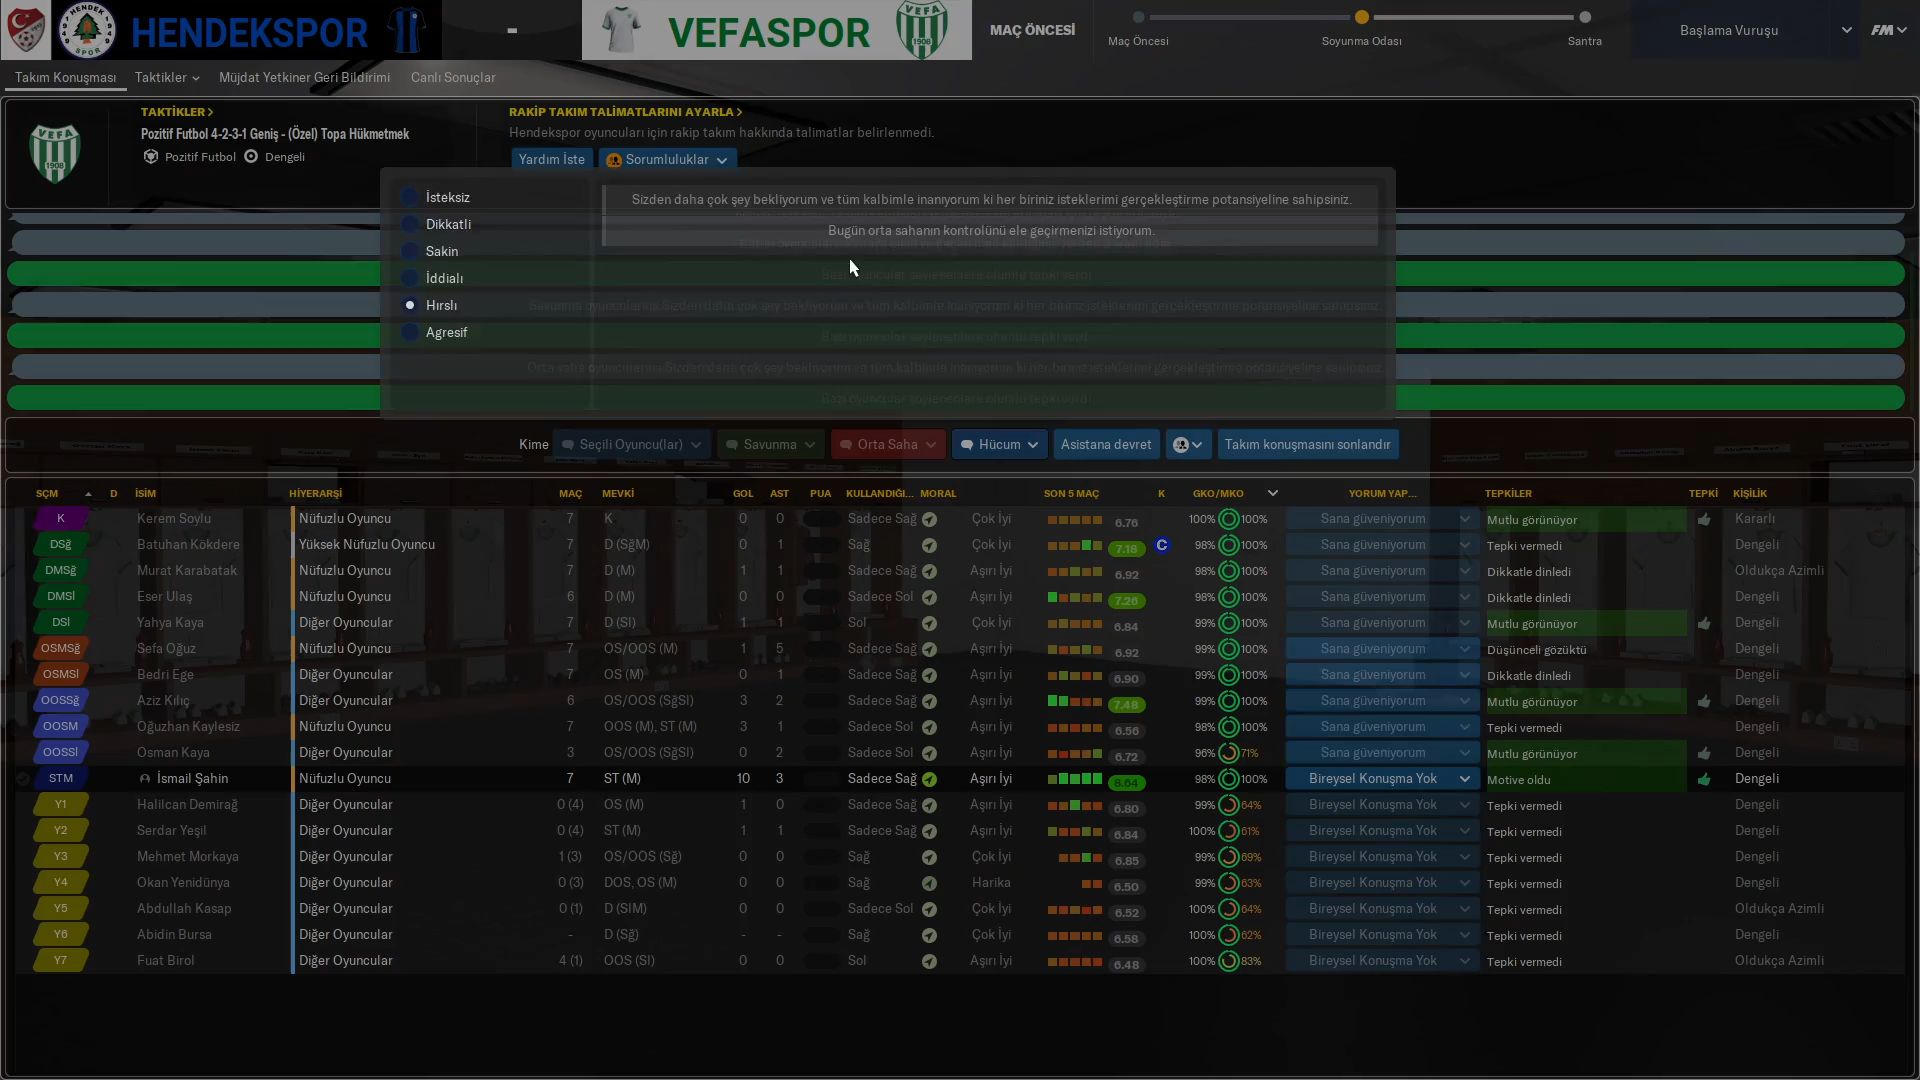 HENDEKSPOR
-
VEFASPOR
MAÇ ÖNCESİ
Maç Öncesi
Soyunma Odası
Santra
Başlama Vuruşu
FM
Takım Konuşması
Taktikler
Müjdat Yetkiner Geri Bildirimi
Canlı Sonuçlar
VEFA
1908
TAKTİKLER
Pozitif Futbol 4-2-3-1 Geniş - (Özel) Topa Hükmetmek
Pozitif Futbol
Dengeli
RAKİP TAKIM TALİMATLARINI AYARLA
Hendekspor oyuncuları için rakip takım hakkında talimatlar belirlenmedi.
Yardım İste
Sorumluluklar
İsteksiz
Dikkatli
Sakin
İddialı
Hırslı
Agresif
Sizden daha çok şey bekliyorum ve tüm kalbimle inanıyorum ki her biriniz isteklerimi gerçekleştirme potansiyeline sahipsiniz.
Bugün orta sahanın kontrolünü ele geçirmenizi istiyorum.
Kime
Seçili Oyuncu(lar)
Savunma
Orta Saha
Hücum
Asistana devret
Takım konuşmasını sonlandır
SÇM D İSİM HİYERARŞİ MAÇ MEVKİ GOL AST PUA KULLANDIĞI... MORAL SON 5 MAÇ K GKO/MKO YORUM YAP... TEPKİLER TEPKİ KİŞİLİK
K Kerem Soylu Nüfuzlu Oyuncu 7 K 0 0 Sadece Sağ Çok İyi 6.76 100% 100% Sana güveniyorum Mutlu görünüyor Kararlı
DSğ Batuhan Kökdere Yüksek Nüfuzlu Oyuncu 7 D (SğM) 0 1 Sağ Çok İyi 7.18 C 98% 100% Sana güveniyorum Tepki vermedi Dengeli
DMSğ Murat Karabatak Nüfuzlu Oyuncu 7 D (M) 1 1 Sadece Sağ Aşırı İyi 6.92 98% 100% Sana güveniyorum Dikkatle dinledi Oldukça Azimli
DMSl Eser Ulaş Nüfuzlu Oyuncu 6 D (M) 0 0 Sadece Sol Aşırı İyi 7.26 98% 100% Sana güveniyorum Dikkatle dinledi Dengeli
DSl Yahya Kaya Diğer Oyuncular 7 D (Sl) 1 1 Sol Çok İyi 6.84 98% 100% Sana güveniyorum Mutlu görünüyor Dengeli
OSMSğ Sefa Oğuz Nüfuzlu Oyuncu 7 OS/OOS (M) 1 5 Sadece Sağ Aşırı İyi 6.92 99% 100% Sana güveniyorum Düşünceli gözüktü Dengeli
OSMSl Bedri Ege Diğer Oyuncular 7 OS (M) 0 1 Sadece Sağ Aşırı İyi 6.90 99% 100% Sana güveniyorum Dikkatle dinledi Dengeli
OOSSğ Aziz Kılıç Diğer Oyuncular 6 OS/OOS (SğSl) 3 2 Sadece Sağ Aşırı İyi 7.48 99% 100% Sana güveniyorum Mutlu görünüyor Dengeli
OOSM Oğuzhan Kaylesiz Nüfuzlu Oyuncu 7 OOS (M), ST (M) 3 1 Sadece Sol Aşırı İyi 6.56 98% 100% Sana güveniyorum Tepki vermedi Dengeli
OOSSl Osman Kaya Diğer Oyuncular 3 OS/OOS (SğSl) 0 2 Sadece Sol Aşırı İyi 6.72 96% 71% Sana güveniyorum Mutlu görünüyor Dengeli
STM İsmail Şahin Nüfuzlu Oyuncu 7 ST (M) 10 3 Sadece Sağ Aşırı İyi 8.64 98% 100% Bireysel Konuşma Yok Motive oldu Dengeli
Y1 Halilcan Demirağ Diğer Oyuncular 0 (4) OS (M) 1 0 Sadece Sağ Aşırı İyi 6.80 99% 64% Bireysel Konuşma Yok Tepki vermedi Dengeli
Y2 Serdar Yeşil Diğer Oyuncular 0 (4) ST (M) 1 1 Sadece Sağ Aşırı İyi 6.84 100% 61% Bireysel Konuşma Yok Tepki vermedi Dengeli
Y3 Mehmet Morkaya Diğer Oyuncular 1 (3) OS/OOS (Sğ) 0 0 Sağ Çok İyi 6.85 99% 69% Bireysel Konuşma Yok Tepki vermedi Dengeli
Y4 Okan Yenidünya Diğer Oyuncular 0 (3) DOS, OS (M) 0 0 Sağ Harika 6.50 99% 63% Bireysel Konuşma Yok Tepki vermedi Dengeli
Y5 Abdullah Kasap Diğer Oyuncular 0 (1) D (SlM) 0 0 Sadece Sol Çok İyi 6.52 100% 64% Bireysel Konuşma Yok Tepki vermedi Oldukça Azimli
Y6 Abidin Bursa Diğer Oyuncular - D (Sğ) - - Sağ Çok İyi 6.58 100% 62% Bireysel Konuşma Yok Tepki vermedi Dengeli
Y7 Fuat Birol Diğer Oyuncular 4 (1) OOS (Sl) 0 0 Sol Aşırı İyi 6.48 100% 83% Bireysel Konuşma Yok Tepki vermedi Oldukça Azimli